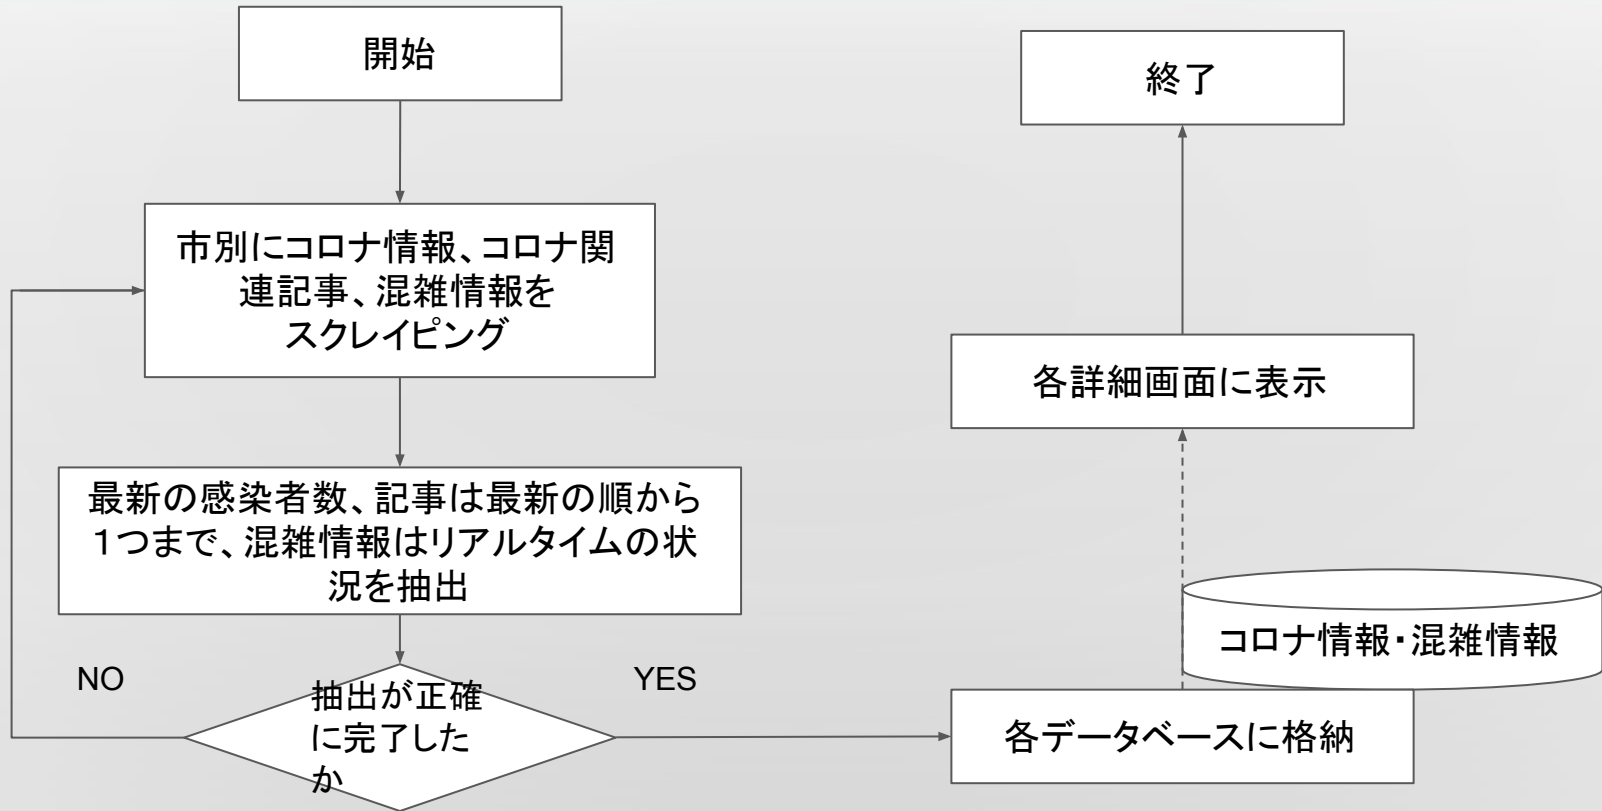 開始
市別にコロナ情報、コロナ関
連記事、混雑情報を
スクレイピング
最新の感染者数、記事は最新の順から
１つまで、混雑情報はリアルタイムの状
況を抽出
NO
抽出が正確
に完了した
か
YES
終了
各詳細画面に表示
コロナ情報・混雑情報
各データベースに格納